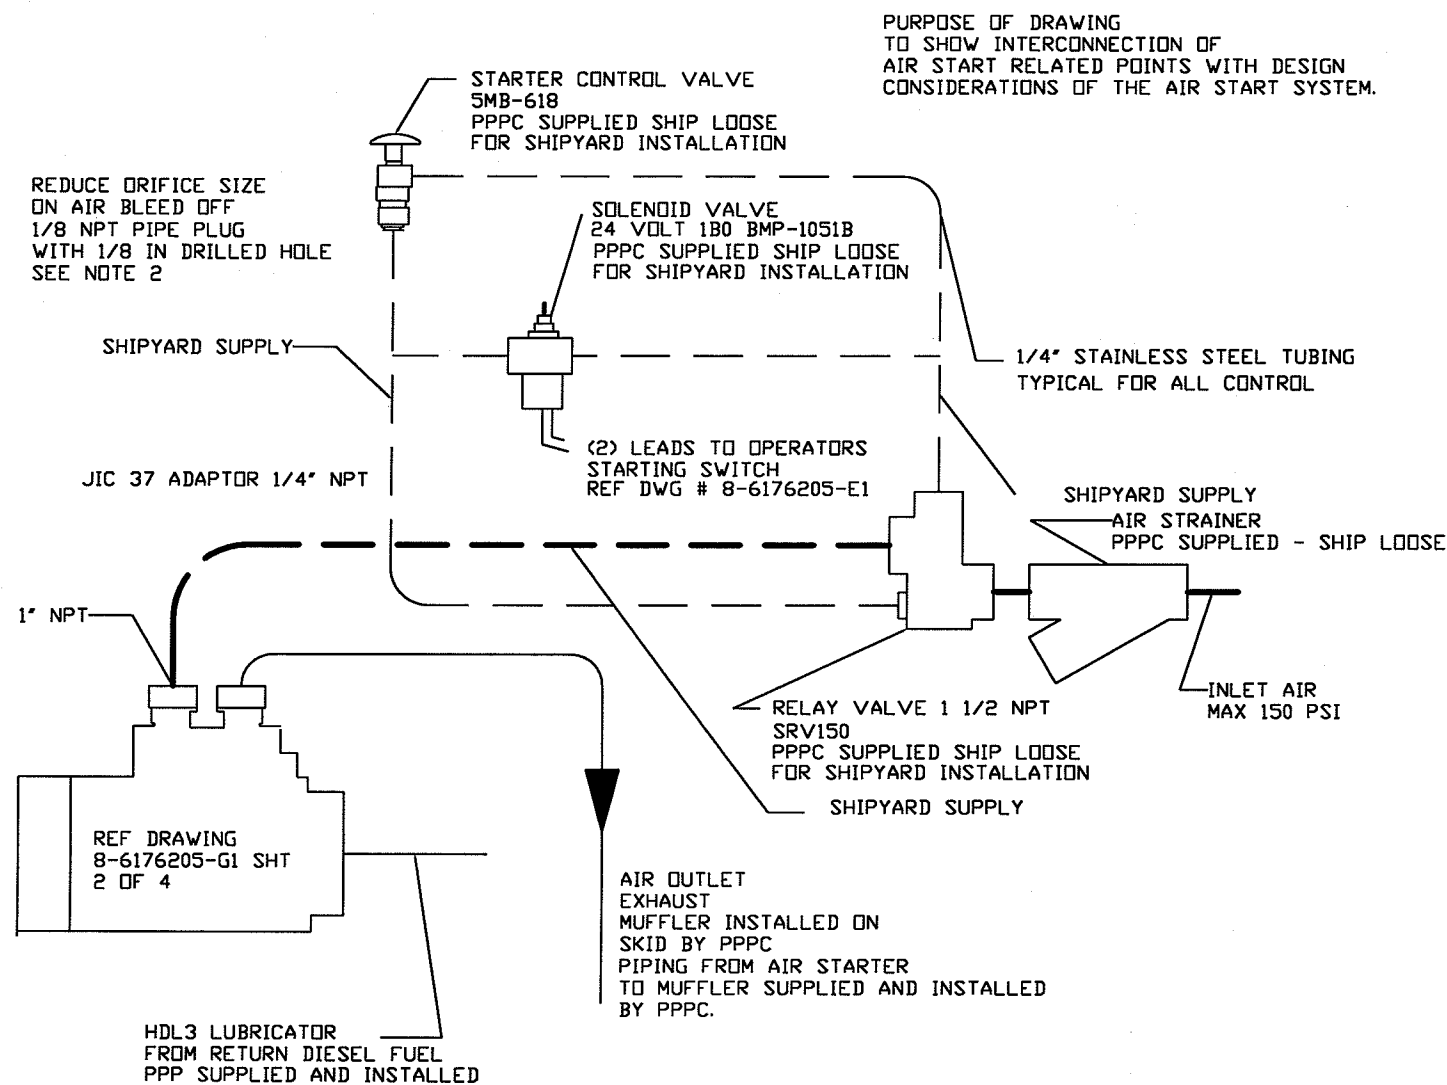 PURPOSE OF DRAWING
TO SHOW INTERCONNECTION OF
AIR START RELATED POINTS WITH DESIGN
CONSIDERATIONS OF THE AIR START SYSTEM.
STARTER CONTROL VALVE
5MB-618
PPPC SUPPLIED SHIP LOOSE
FOR SHIPYARD INSTALLATION
REDUCE ORIFICE SIZE
ON AIR BLEED OFF
1/8 NPT PIPE PLUG
WITH 1/8 IN DRILLED HOLE
SEE NOTE 2
SOLENOID VALVE
24 VOLT 1B0 BMP-1051B
PPPC SUPPLIED SHIP LOOSE
FOR SHIPYARD INSTALLATION
SHIPYARD SUPPLY
1/4" STAINLESS STEEL TUBING
TYPICAL FOR ALL CONTROL
(2) LEADS TO OPERATORS
STARTING SWITCH
REF DWG # 8-6176205-E1
JIC 37 ADAPTOR 1/4" NPT
SHIPYARD SUPPLY
AIR STRAINER
PPPC SUPPLIED - SHIP LOOSE
1" NPT
INLET AIR
MAX 150 PSI
RELAY VALVE 1 1/2 NPT
SRV150
PPPC SUPPLIED SHIP LOOSE
FOR SHIPYARD INSTALLATION
SHIPYARD SUPPLY
REF DRAWING
8-6176205-G1 SHT
2 OF 4
AIR OUTLET
EXHAUST
MUFFLER INSTALLED ON
SKID BY PPPC
PIPING FROM AIR STARTER
TO MUFFLER SUPPLIED AND INSTALLED
BY PPPC.
HDL3 LUBRICATOR
FROM RETURN DIESEL FUEL
PPP SUPPLIED AND INSTALLED